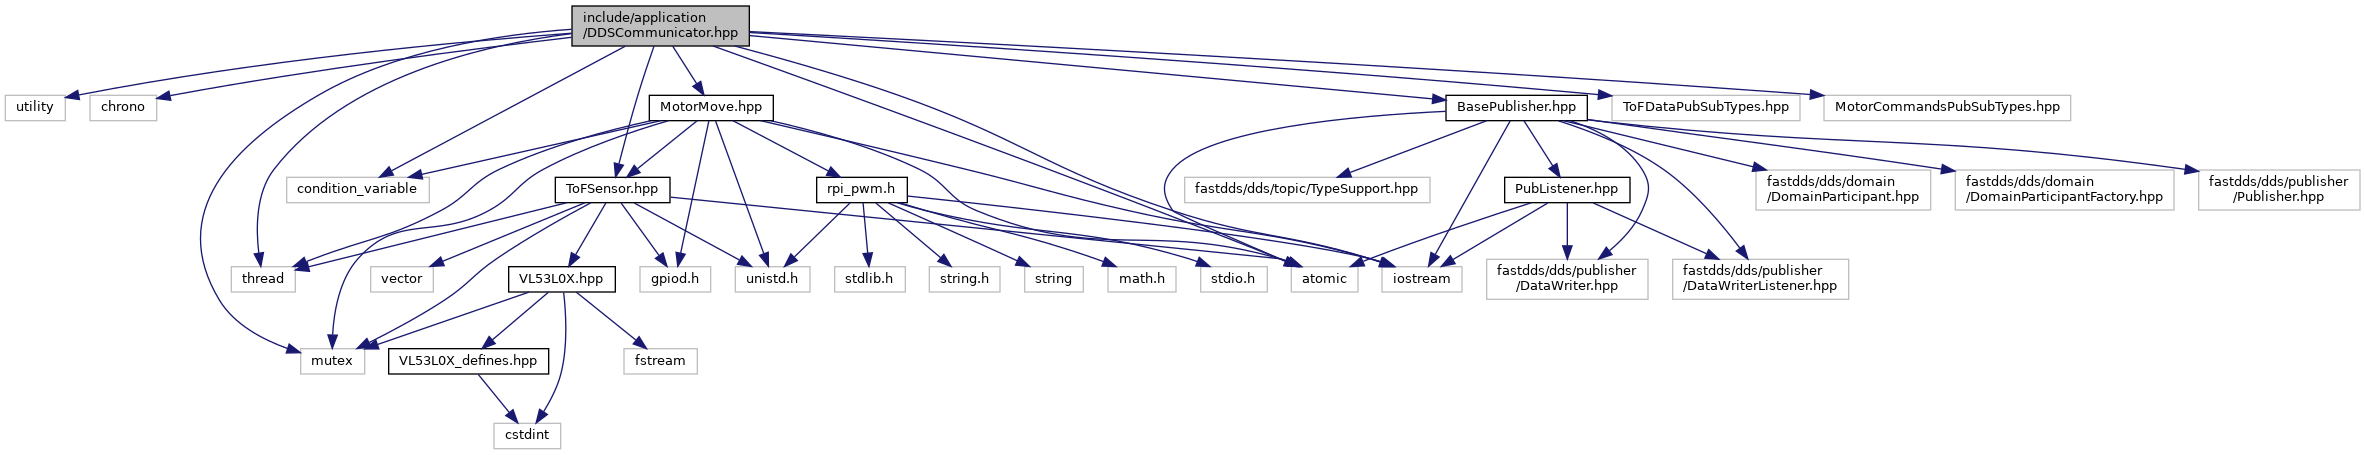 include/application
/DDSCommunicator.hpp
utility
chrono
MotorMove.hpp
BasePublisher.hpp
ToFDataPubSubTypes.hpp
MotorCommandsPubSubTypes.hpp
condition_variable
ToFSensor.hpp
rpi_pwm.h
fastdds/dds/topic/TypeSupport.hpp
PubListener.hpp
fastdds/dds/domain
/DomainParticipant.hpp
fastdds/dds/domain
/DomainParticipantFactory.hpp
fastdds/dds/publisher
/Publisher.hpp
thread
vector
VL53L0X.hpp
gpiod.h
unistd.h
stdlib.h
string.h
string
math.h
stdio.h
atomic
iostream
fastdds/dds/publisher
/DataWriter.hpp
fastdds/dds/publisher
/DataWriterListener.hpp
mutex
VL53L0X_defines.hpp
fstream
cstdint